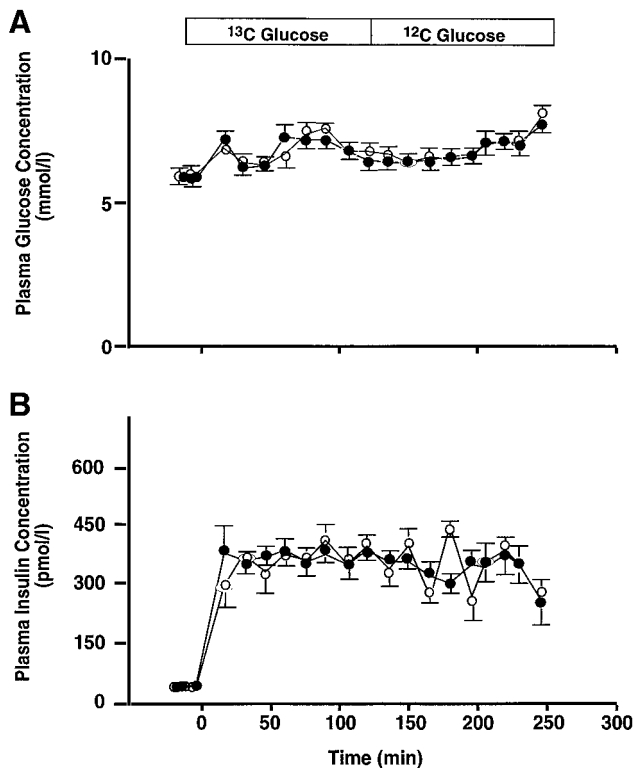 A
¹³C Glucose
¹²C Glucose
Plasma Glucose Concentration
(mmol/l)
10
5
0
B
Plasma Insulin Concentration
(pmol/l)
600
450
300
150
0
0 50 100 150 200 250 300
Time (min)